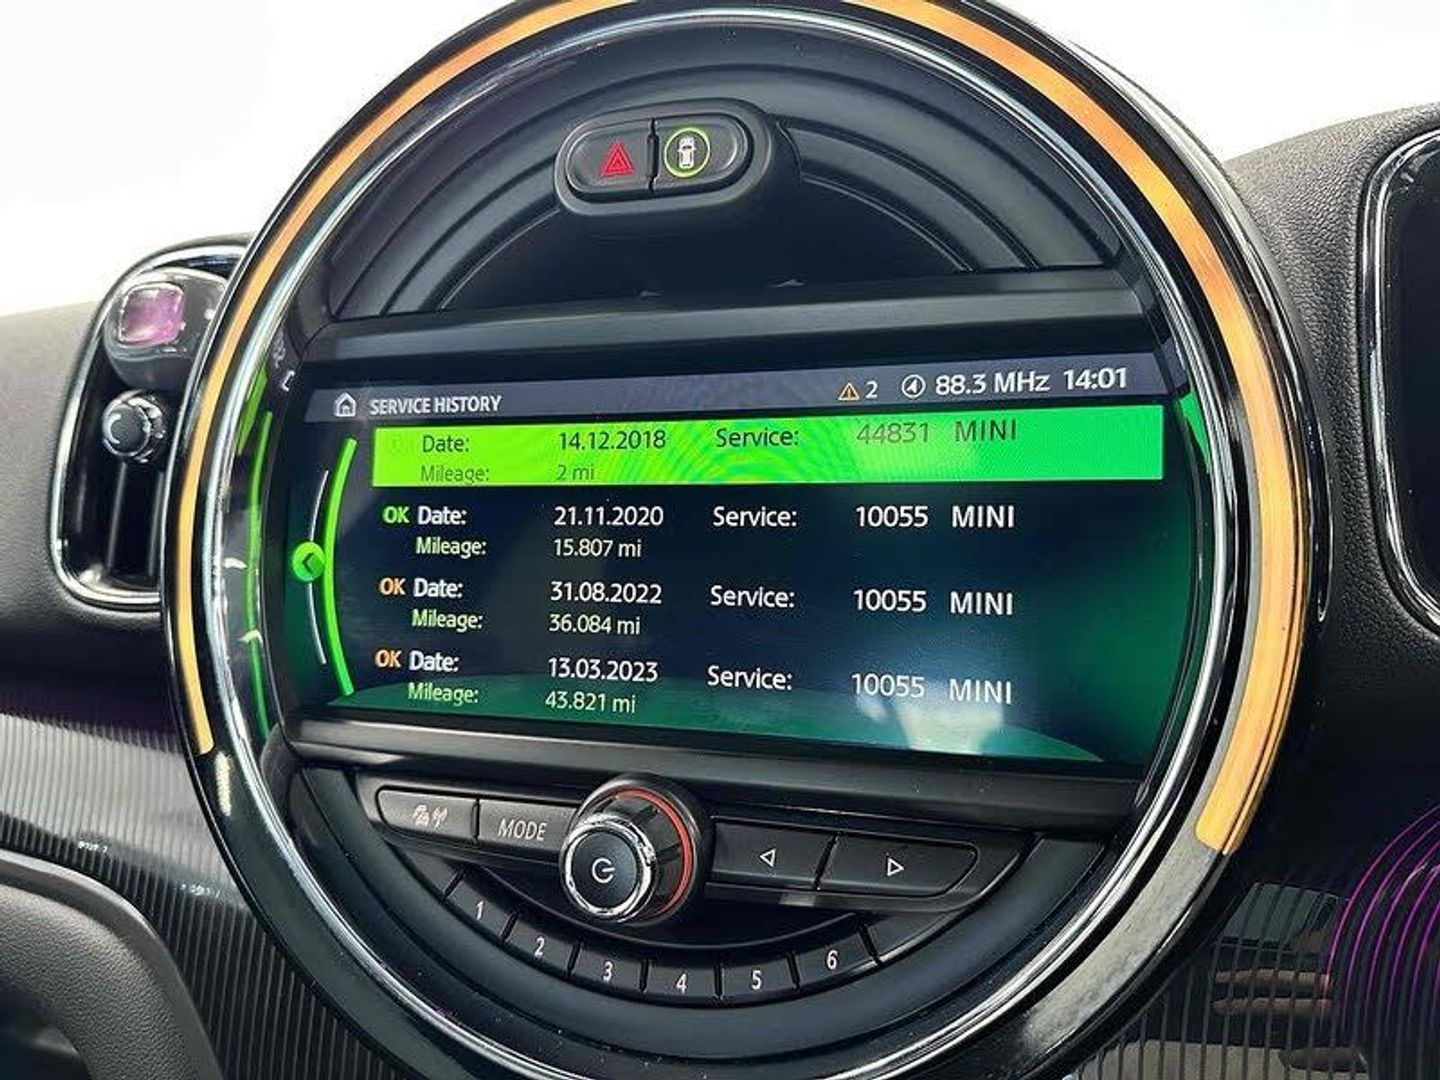 SERVICE HISTORY 2 88.3 MHz 14:01
Date: 14.12.2018 Service: 44831 MINI
Mileage: 2 mi
OK Date: 21.11.2020 Service: 10055 MINI
Mileage: 15.807 mi
OK Date: 31.08.2022 Service: 10055 MINI
Mileage: 36.084 mi
OK Date: 13.03.2023 Service: 10055 MINI
Mileage: 43.821 mi
MODE
1 2 3 4 5 6